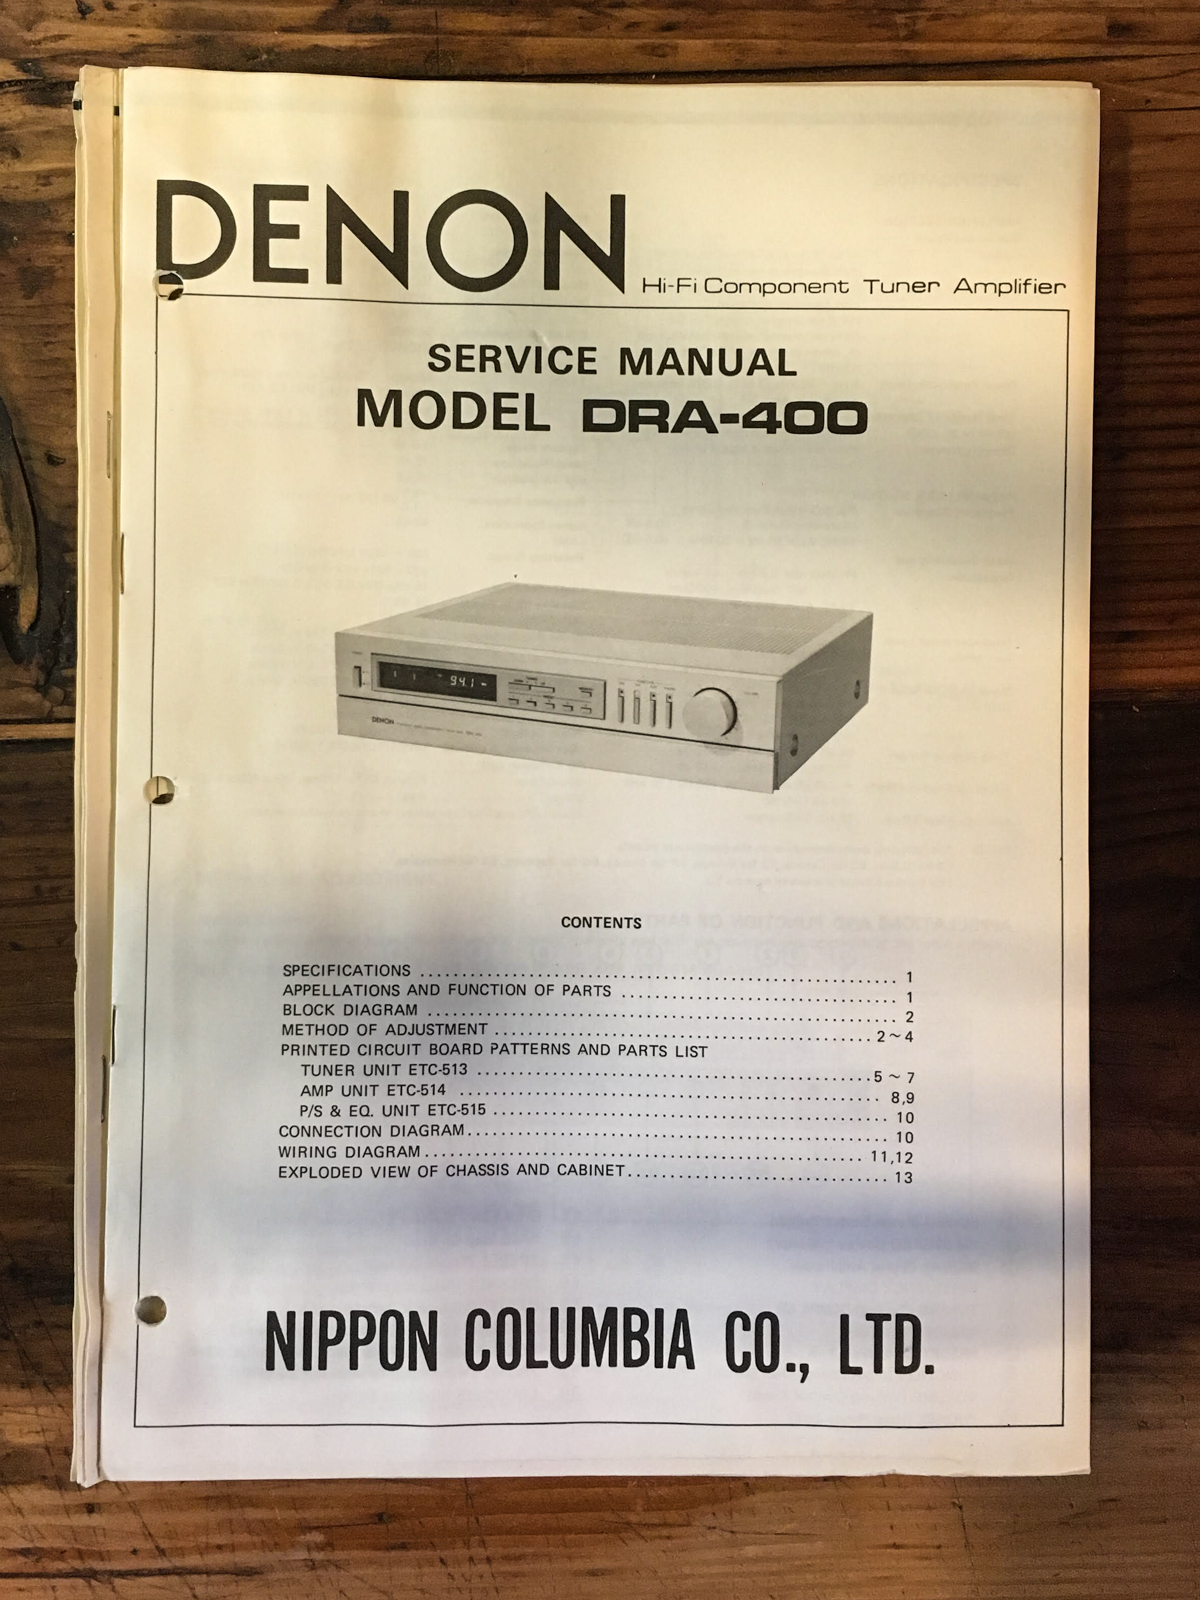 DENON
Hi-Fi Component Tuner Amplifier
SERVICE MANUAL
MODEL DRA-400
94.1
DENON
CONTENTS
SPECIFICATIONS ........................................................ 1
APPELLATIONS AND FUNCTION OF PARTS .................................. 1
BLOCK DIAGRAM ........................................................ 2
METHOD OF ADJUSTMENT .............................................. 2 ~ 4
PRINTED CIRCUIT BOARD PATTERNS AND PARTS LIST
TUNER UNIT ETC-513 ................................................ 5 ~ 7
AMP UNIT ETC-514 .................................................. 8,9
P/S & EQ. UNIT ETC-515 .............................................. 10
CONNECTION DIAGRAM.................................................. 10
WIRING DIAGRAM...................................................... 11,12
EXPLODED VIEW OF CHASSIS AND CABINET................................ 13
NIPPON COLUMBIA CO., LTD.